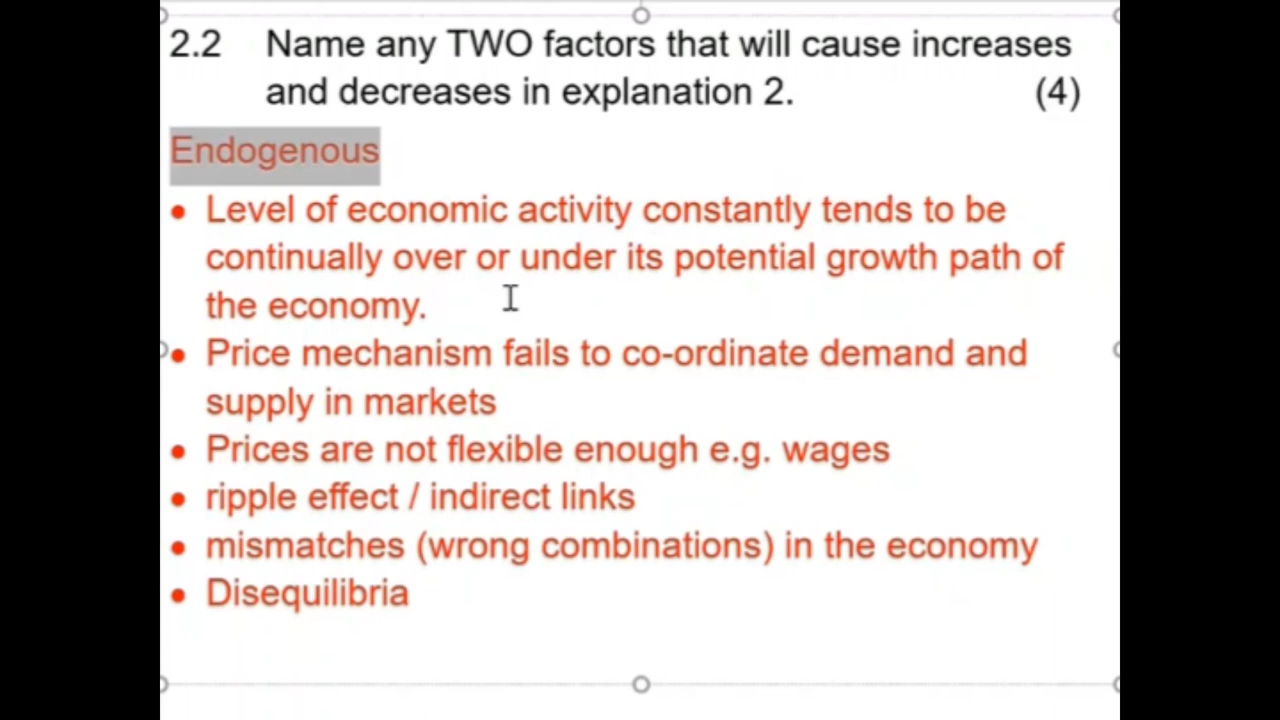 2.2 Name any TWO factors that will cause increases
and decreases in explanation 2. (4)
Endogenous
• Level of economic activity constantly tends to be
continually over or under its potential growth path of
the economy.
• Price mechanism fails to co-ordinate demand and
supply in markets
• Prices are not flexible enough e.g. wages
• ripple effect / indirect links
• mismatches (wrong combinations) in the economy
• Disequilibria